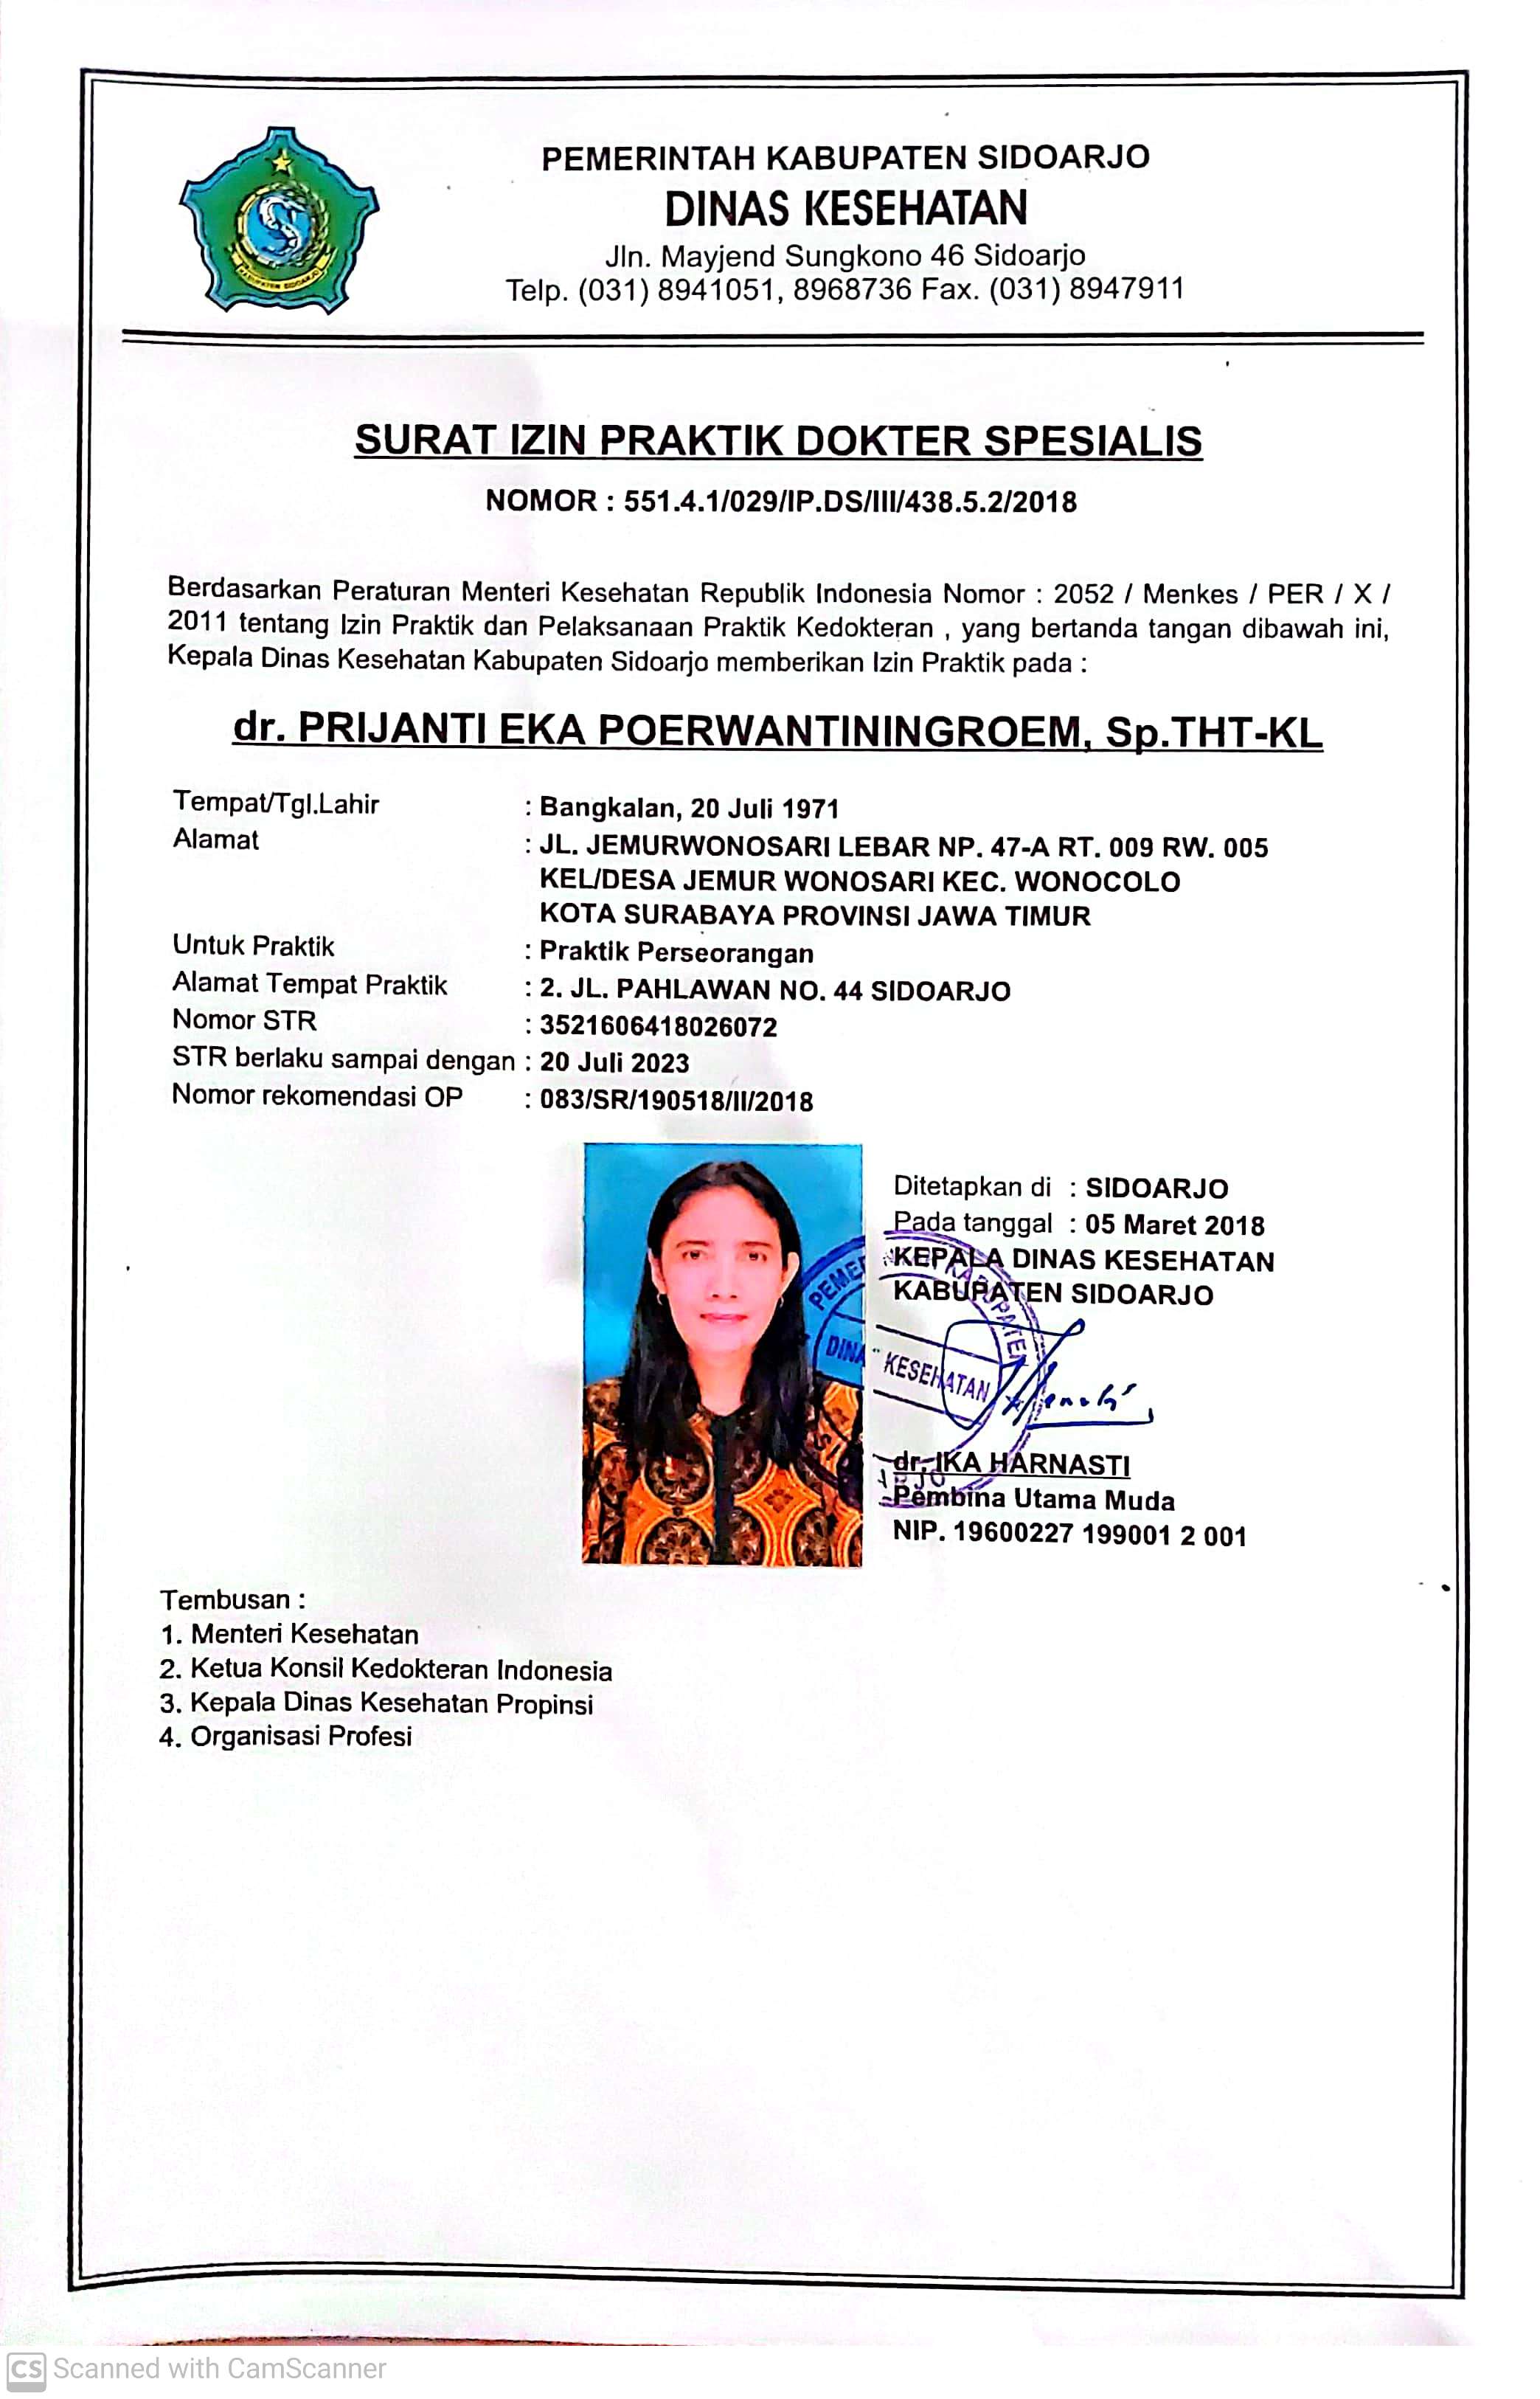 PEMERINTAH KABUPATEN SIDOARJO
DINAS KESEHATAN
Jln. Mayjend Sungkono 46 Sidoarjo
Telp. (031) 8941051, 8968736 Fax. (031) 8947911
KABUPATEN SIDOARJO
SURAT IZIN PRAKTIK DOKTER SPESIALIS
NOMOR : 551.4.1/029/IP.DS/III/438.5.2/2018
Berdasarkan Peraturan Menteri Kesehatan Republik Indonesia Nomor : 2052 / Menkes / PER / X /
2011 tentang Izin Praktik dan Pelaksanaan Praktik Kedokteran , yang bertanda tangan dibawah ini,
Kepala Dinas Kesehatan Kabupaten Sidoarjo memberikan Izin Praktik pada :
dr. PRIJANTI EKA POERWANTININGROEM, Sp.THT-KL
Tempat/Tgl.Lahir : Bangkalan, 20 Juli 1971
Alamat : JL. JEMURWONOSARI LEBAR NP. 47-A RT. 009 RW. 005
KEL/DESA JEMUR WONOSARI KEC. WONOCOLO
KOTA SURABAYA PROVINSI JAWA TIMUR
Untuk Praktik : Praktik Perseorangan
Alamat Tempat Praktik : 2. JL. PAHLAWAN NO. 44 SIDOARJO
Nomor STR : 3521606418026072
STR berlaku sampai dengan : 20 Juli 2023
Nomor rekomendasi OP : 083/SR/190518/II/2018
Ditetapkan di : SIDOARJO
Pada tanggal : 05 Maret 2018
KEPALA DINAS KESEHATAN
KABUPATEN SIDOARJO
KABUPATEN
KESEHATAN
dr. IKA HARNASTI
Pembina Utama Muda
NIP. 19600227 199001 2 001
Tembusan :
1. Menteri Kesehatan
2. Ketua Konsil Kedokteran Indonesia
3. Kepala Dinas Kesehatan Propinsi
4. Organisasi Profesi
CS Scanned with CamScanner